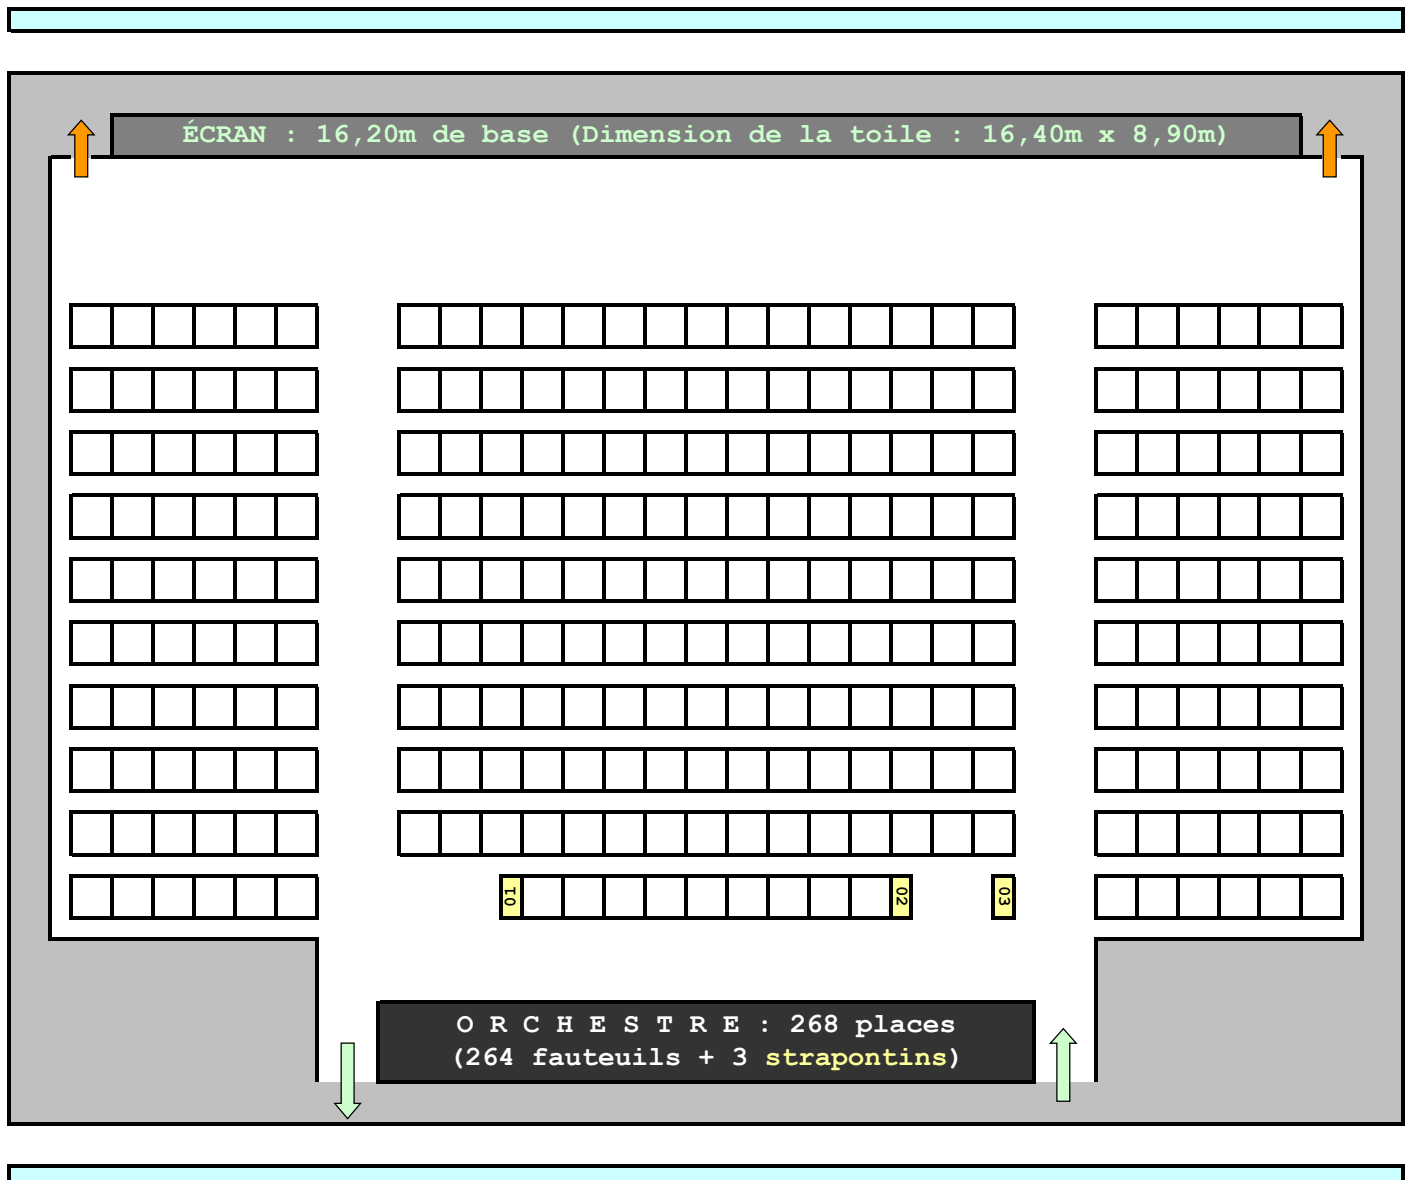 ÉCRAN : 16,20m de base (Dimension de la toile : 16,40m x 8,90m)
01
02
03
O R C H E S T R E : 268 places
(264 fauteuils + 3 strapontins)